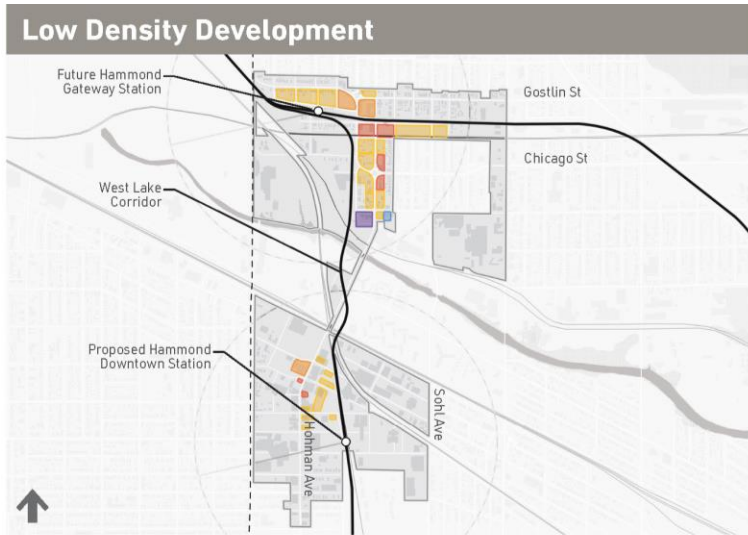 Low Density Development
Future Hammond
Gateway Station
Gostlin St
Chicago St
West Lake
Corridor
Proposed Hammond
Downtown Station
Sohl Ave
Hohman Ave